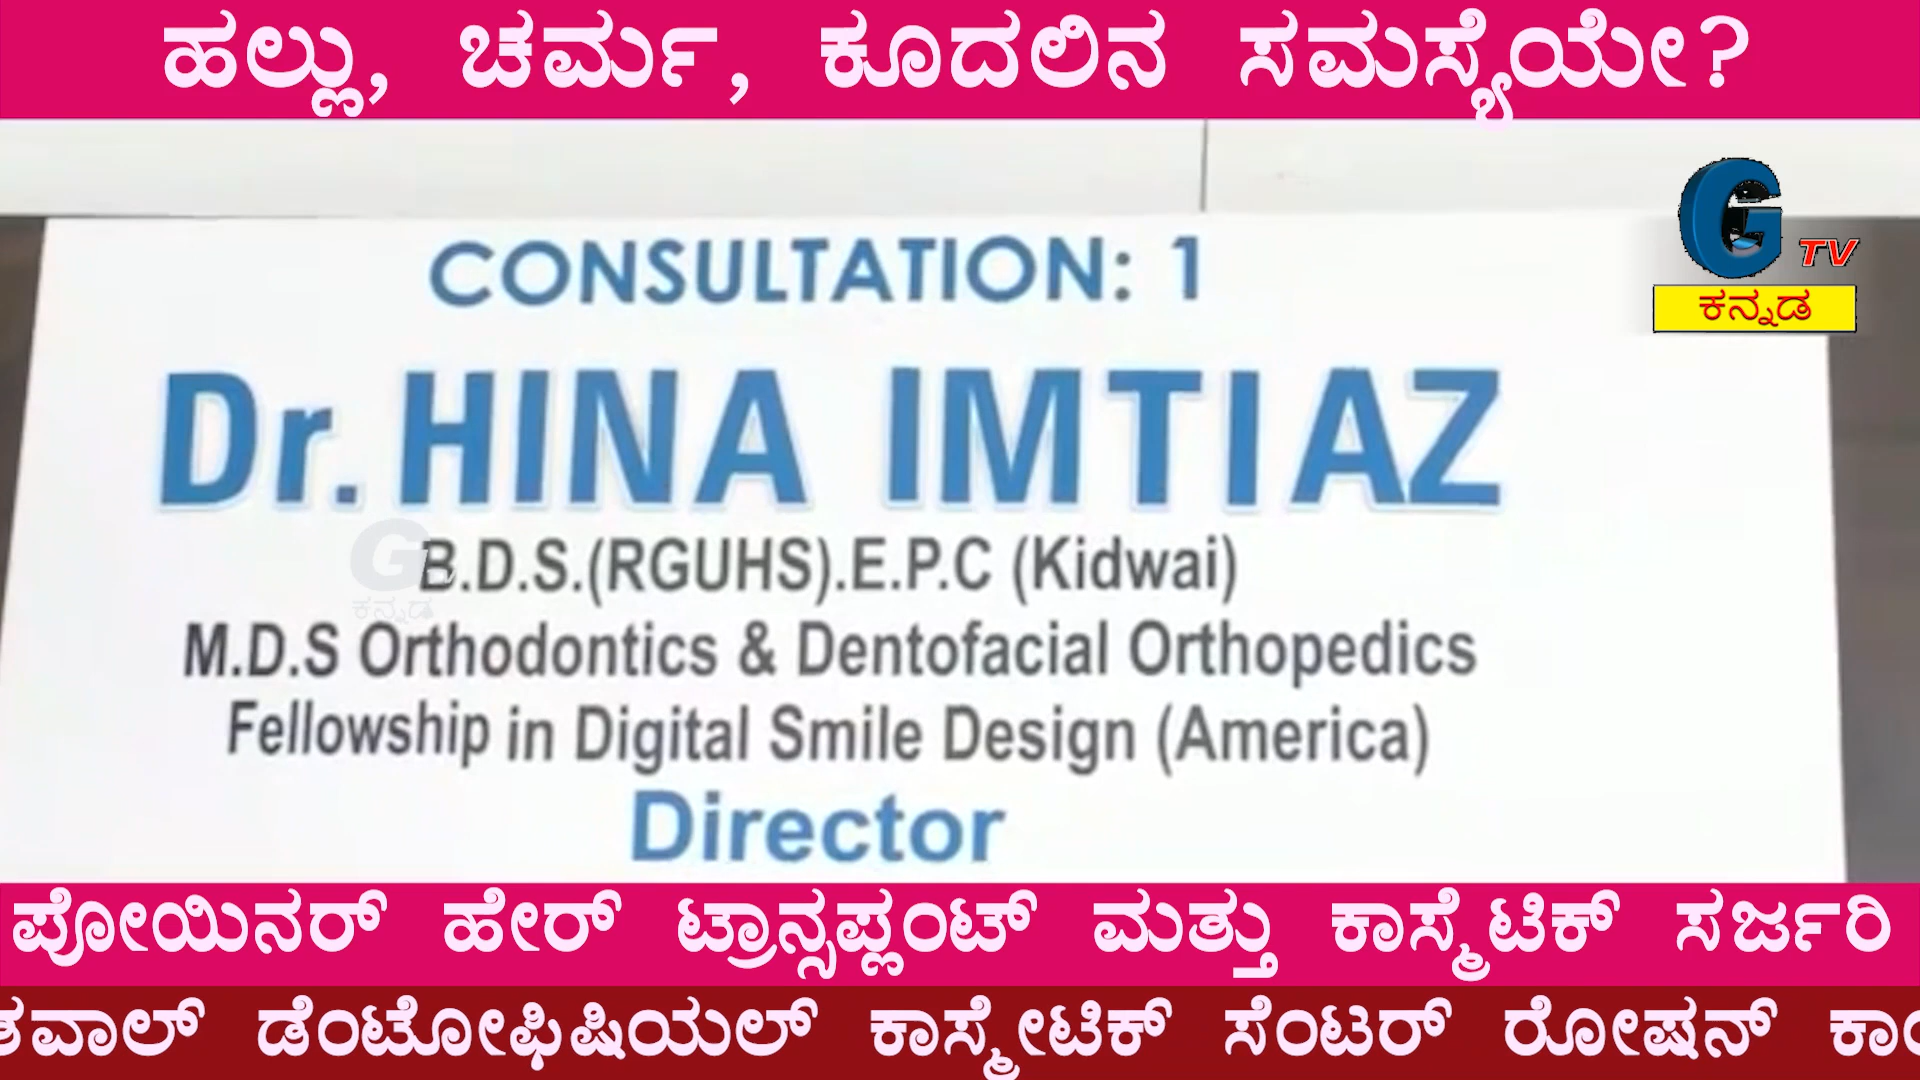 ಹಲ್ಲು, ಚರ್ಮ, ಕೂದಲಿನ ಸಮಸ್ಯೆಯೇ?
G TV
ಕನ್ನಡ
CONSULTATION: 1
Dr. HINA IMTIAZ
B.D.S.(RGUHS).E.P.C (Kidwai)
M.D.S Orthodontics & Dentofacial Orthopedics
Fellowship in Digital Smile Design (America)
Director
ಪೋಯಿನರ್ ಹೇರ್ ಟ್ರಾನ್ಸಪ್ಲಂಟ್ ಮತ್ತು ಕಾಸ್ಮೆಟಿಕ್ ಸರ್ಜರಿ
ಡೆಂಟೋಫಿಷಿಯಲ್ ಕಾಸ್ಮೇಟಿಕ್ ಸೆಂಟರ್ ರೋಷನ್